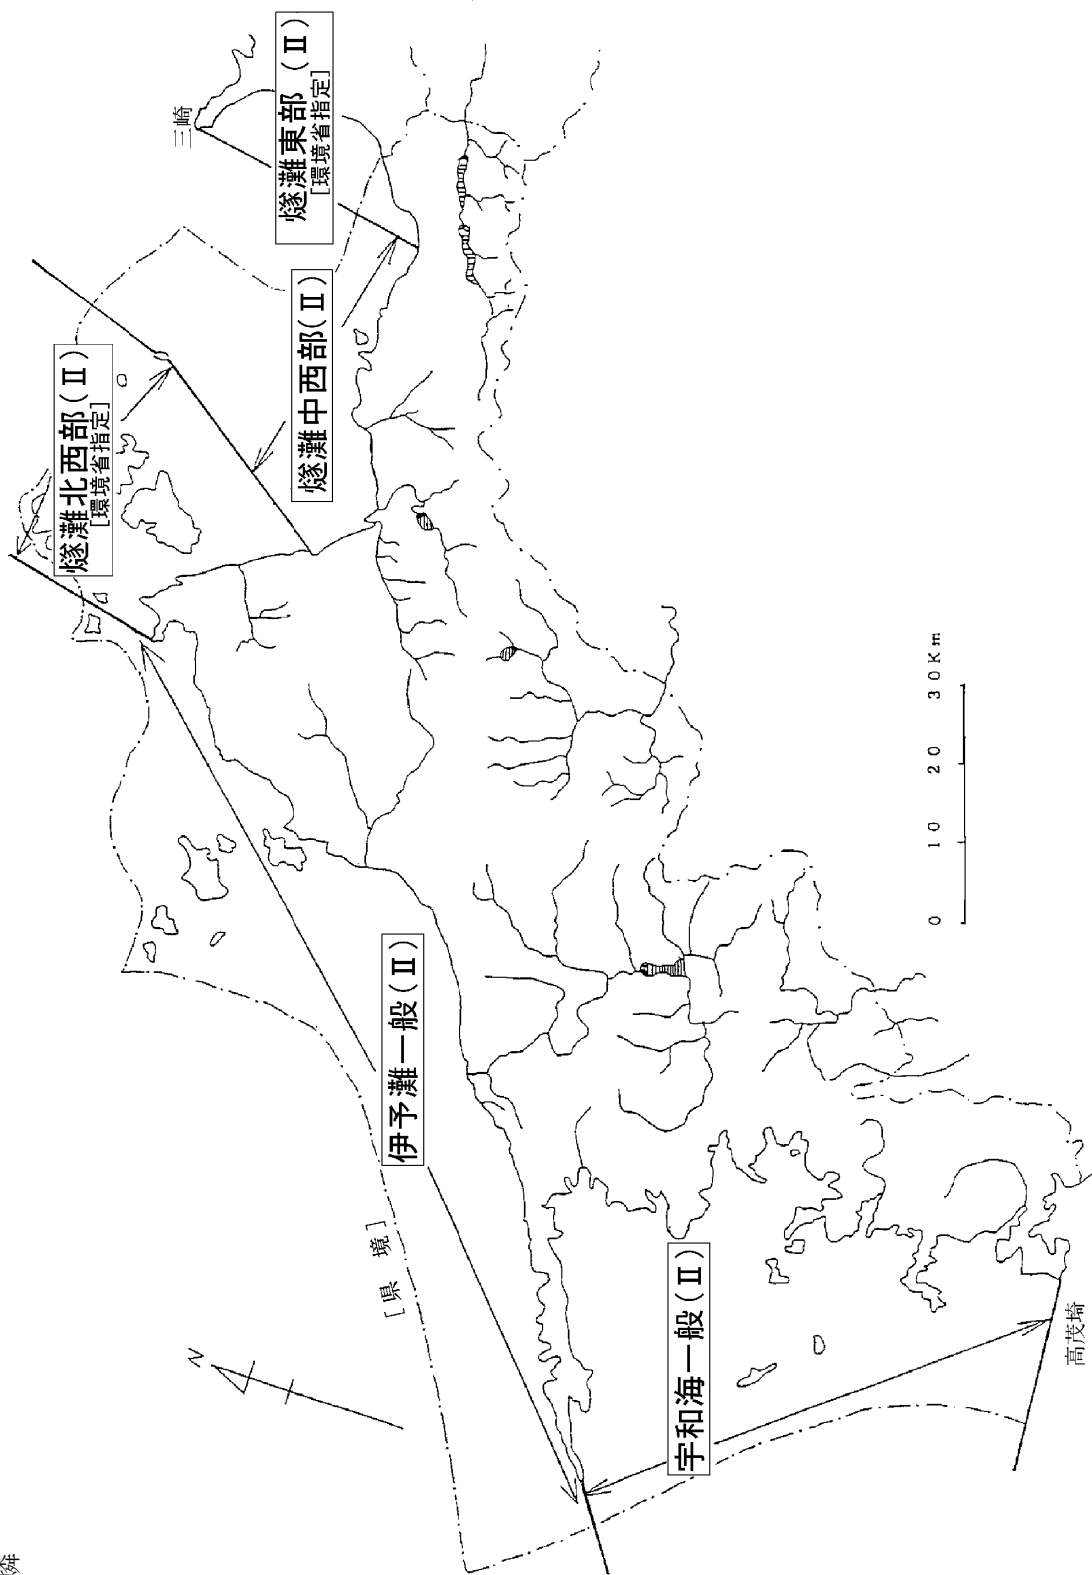 燐
三崎
燧灘東部(Ⅱ)
[環境省指定]
燧灘北西部(Ⅱ)
[環境省指定]
燧灘中西部(Ⅱ)
伊予灘一般(Ⅱ)
[県 境]
N
宇和海一般(Ⅱ)
高茂埼
0 10 20 30Km